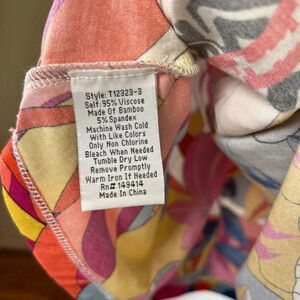 Style: T12323-3
Self: 95% Viscose
Made Of Bamboo
5% Spandex
Machine Wash Cold
With Like Colors
Only Non Chlorine
Bleach When Needed
Tumble Dry Low
Remove Promptly
Warm Iron If Needed
Rn# 149414
Made In China